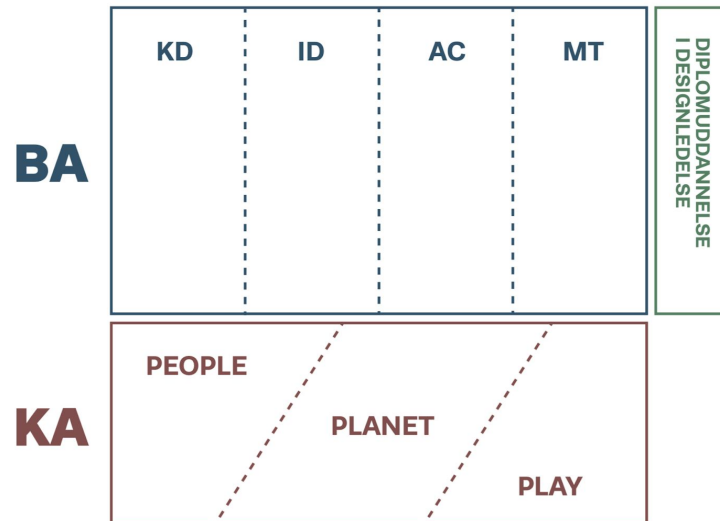 KD
ID
AC
MT
BA
DIPLOMUDDANNELSE
I DESIGNLEDELSE
PEOPLE
PLANET
KA
PLAY